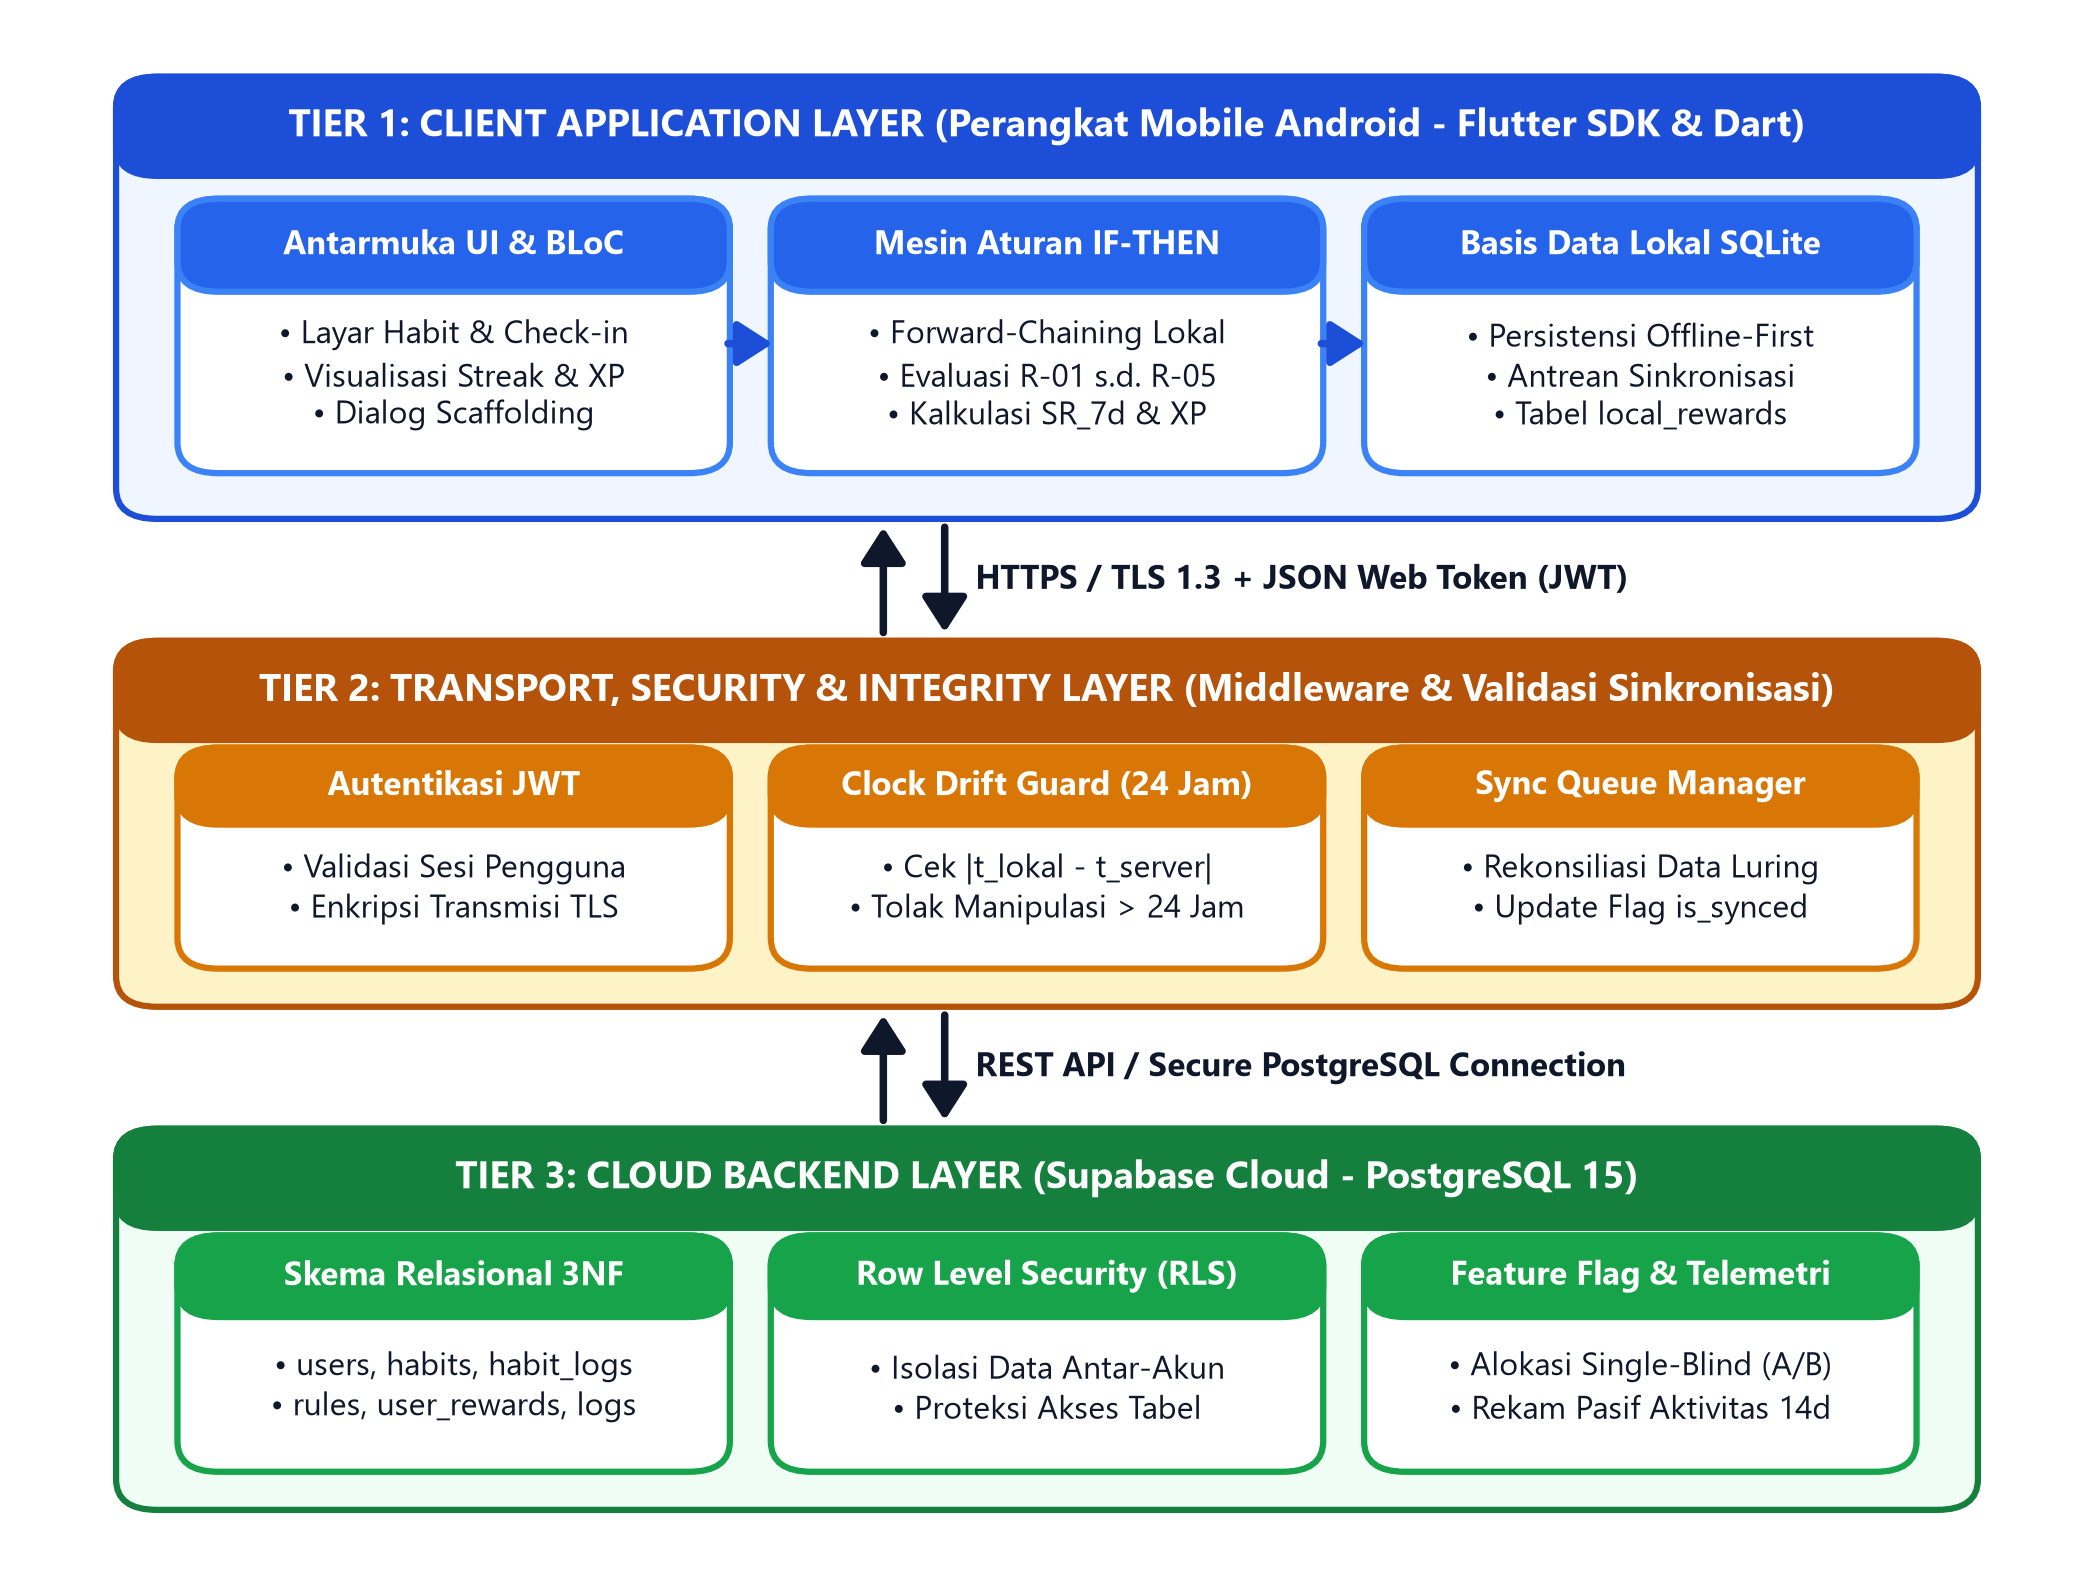 TIER 1: CLIENT APPLICATION LAYER (Perangkat Mobile Android - Flutter SDK & Dart)
Antarmuka UI & BLoC
• Layar Habit & Check-in
• Visualisasi Streak & XP
• Dialog Scaffolding
Mesin Aturan IF-THEN
• Forward-Chaining Lokal
• Evaluasi R-01 s.d. R-05
• Kalkulasi SR_7d & XP
Basis Data Lokal SQLite
• Persistensi Offline-First
• Antrean Sinkronisasi
• Tabel local_rewards
HTTPS / TLS 1.3 + JSON Web Token (JWT)
TIER 2: TRANSPORT, SECURITY & INTEGRITY LAYER (Middleware & Validasi Sinkronisasi)
Autentikasi JWT
• Validasi Sesi Pengguna
• Enkripsi Transmisi TLS
Clock Drift Guard (24 Jam)
• Cek |t_lokal - t_server|
• Tolak Manipulasi > 24 Jam
Sync Queue Manager
• Rekonsiliasi Data Luring
• Update Flag is_synced
REST API / Secure PostgreSQL Connection
TIER 3: CLOUD BACKEND LAYER (Supabase Cloud - PostgreSQL 15)
Skema Relasional 3NF
• users, habits, habit_logs
• rules, user_rewards, logs
Row Level Security (RLS)
• Isolasi Data Antar-Akun
• Proteksi Akses Tabel
Feature Flag & Telemetri
• Alokasi Single-Blind (A/B)
• Rekam Pasif Aktivitas 14d